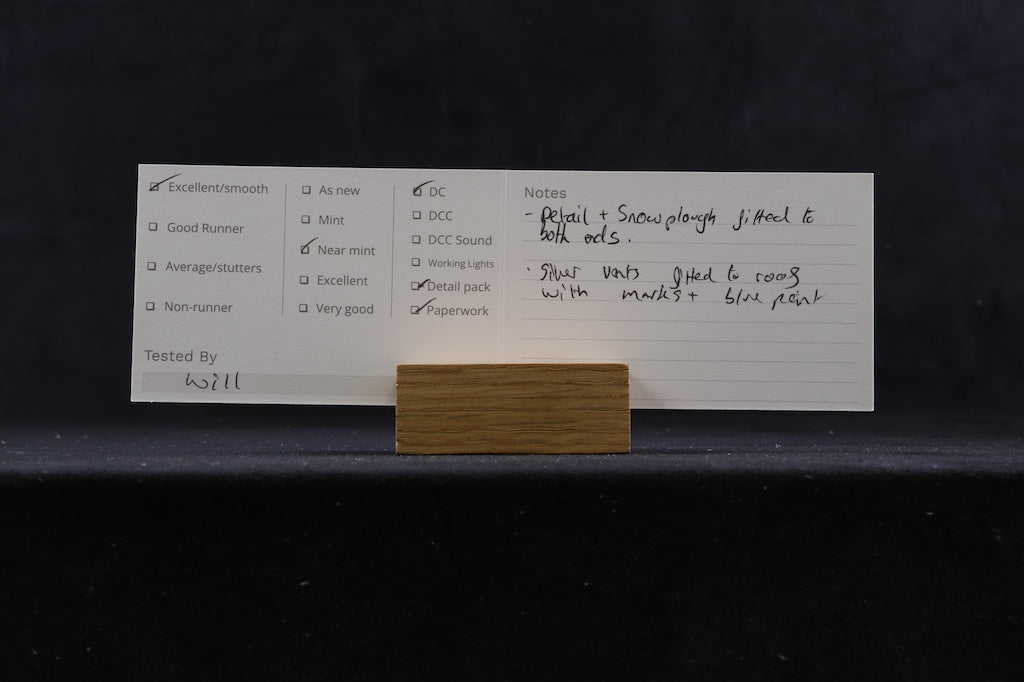 Excellent/smooth
Good Runner
Average/stutters
Non-runner
Tested By
Will
As new
Mint
Near mint
Excellent
Very good
DC
DCC
DCC Sound
Working Lights
Detail pack
Paperwork
Notes
- Detail + Snowplough fitted to
both ends.
- Silver vents fitted to roof
with marks + blue paint